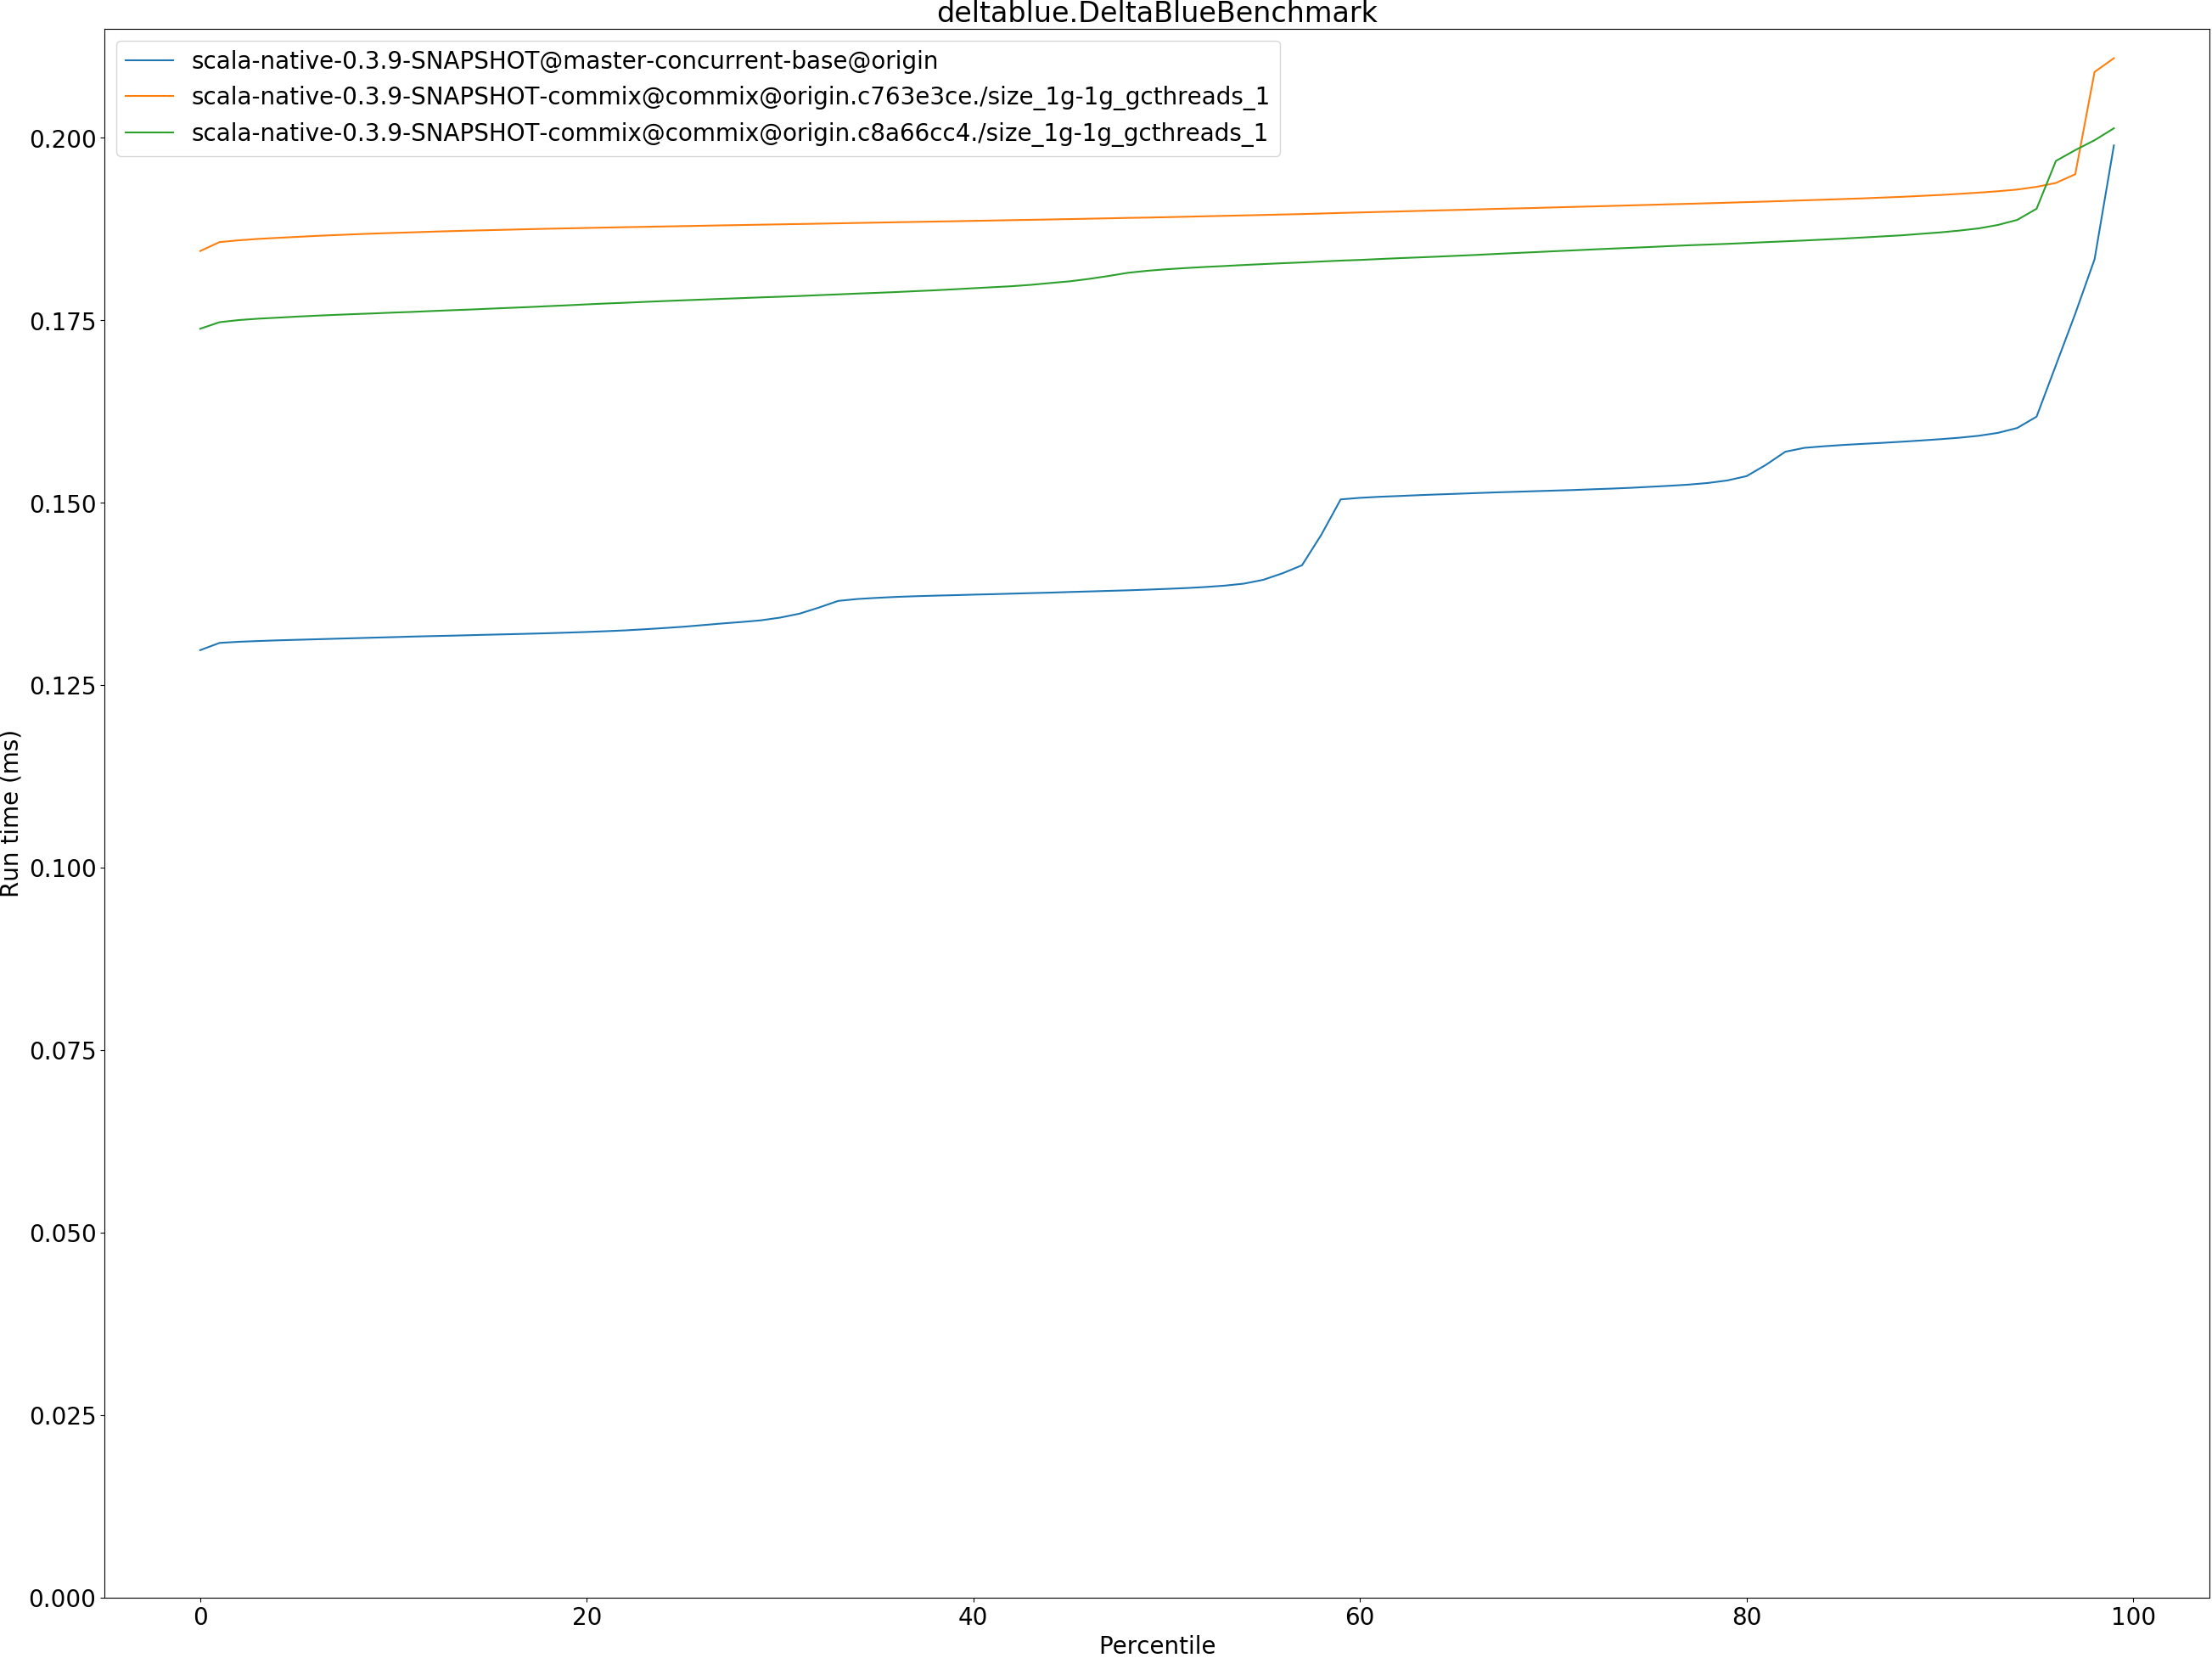 deltablue.DeltaBlueBenchmark
scala-native-0.3.9-SNAPSHOT@master-concurrent-base@origin
scala-native-0.3.9-SNAPSHOT-commix@commix@origin.c763e3ce./size_1g-1g_gcthreads_1
scala-native-0.3.9-SNAPSHOT-commix@commix@origin.c8a66cc4./size_1g-1g_gcthreads_1
0.200
0.175
0.150
0.125
0.100
0.075
0.050
0.025
0.000
Run time (ms)
0 20 40 60 80 100
Percentile